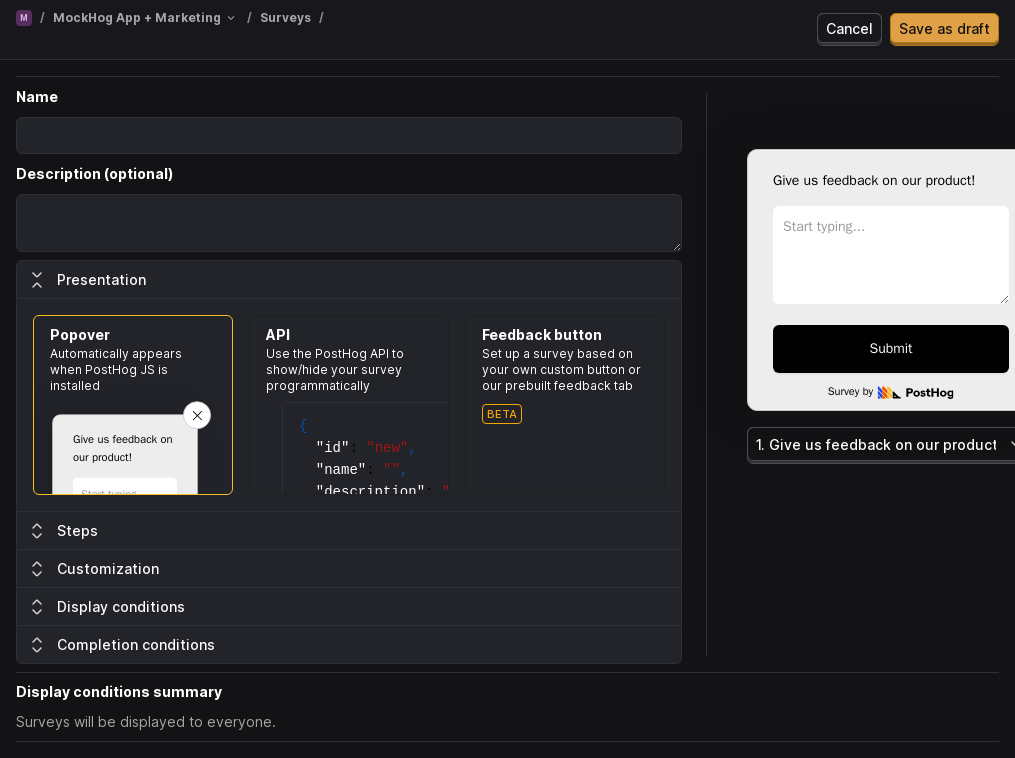 M / MockHog App + Marketing / Surveys /
Cancel
Save as draft
Name
Description (optional)
Presentation
Popover
Automatically appears
when PostHog JS is
installed
Give us feedback on
our product!
Start typing
API
Use the PostHog API to
show/hide your survey
programmatically
{
"id": "new",
"name": "",
"description": "
Feedback button
Set up a survey based on
your own custom button or
our prebuilt feedback tab
BETA
Steps
Customization
Display conditions
Completion conditions
Give us feedback on our product!
Start typing...
Submit
Survey by PostHog
1. Give us feedback on our product
Display conditions summary
Surveys will be displayed to everyone.